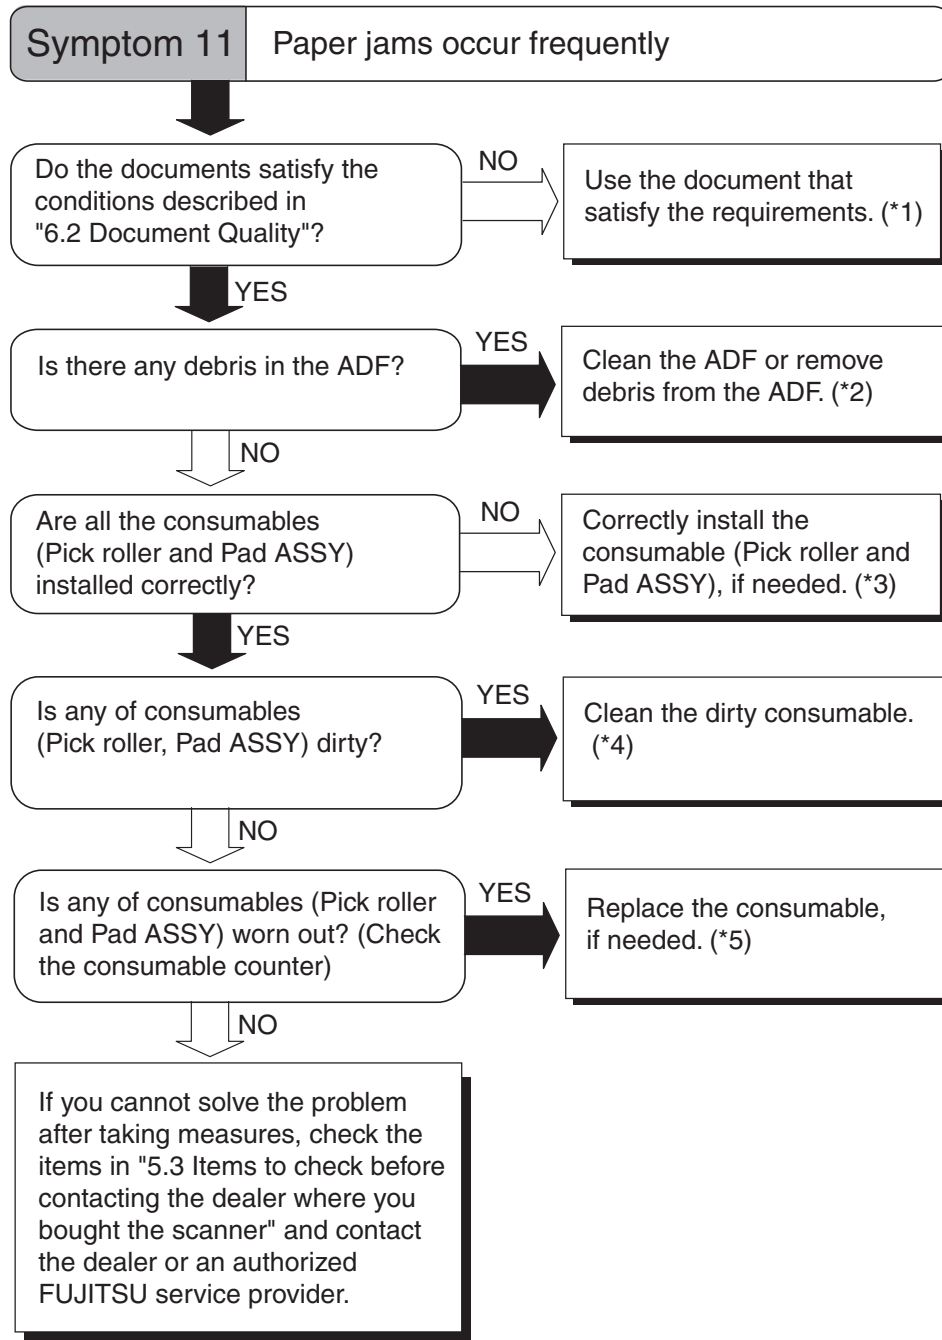 Symptom 11
Paper jams occur frequently
Do the documents satisfy the
conditions described in
"6.2 Document Quality"?
NO
Use the document that
satisfy the requirements. (*1)
YES
Is there any debris in the ADF?
YES
Clean the ADF or remove
debris from the ADF. (*2)
NO
Are all the consumables
(Pick roller and Pad ASSY)
installed correctly?
NO
Correctly install the
consumable (Pick roller and
Pad ASSY), if needed. (*3)
YES
Is any of consumables
(Pick roller, Pad ASSY) dirty?
YES
Clean the dirty consumable.
(*4)
NO
Is any of consumables (Pick roller
and Pad ASSY) worn out? (Check
the consumable counter)
YES
Replace the consumable,
if needed. (*5)
NO
If you cannot solve the problem
after taking measures, check the
items in "5.3 Items to check before
contacting the dealer where you
bought the scanner" and contact
the dealer or an authorized
FUJITSU service provider.